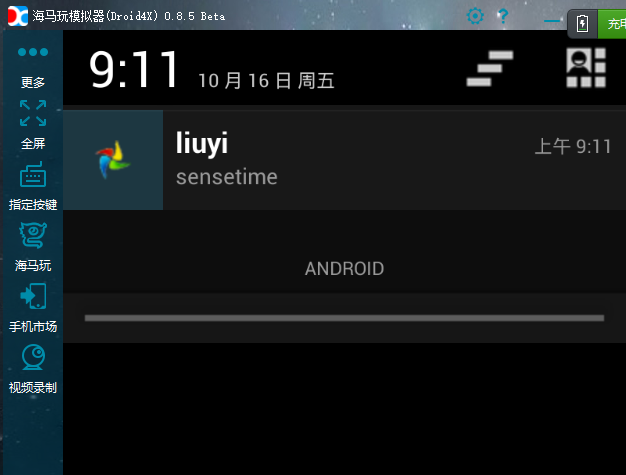 海马玩模拟器(Droid4X) 0.8.5 Beta
?
充电
更多
全屏
指定按键
海马玩
手机市场
视频录制
9:11 10 月 16 日 周五
liuyi 上午 9:11
sensetime
ANDROID